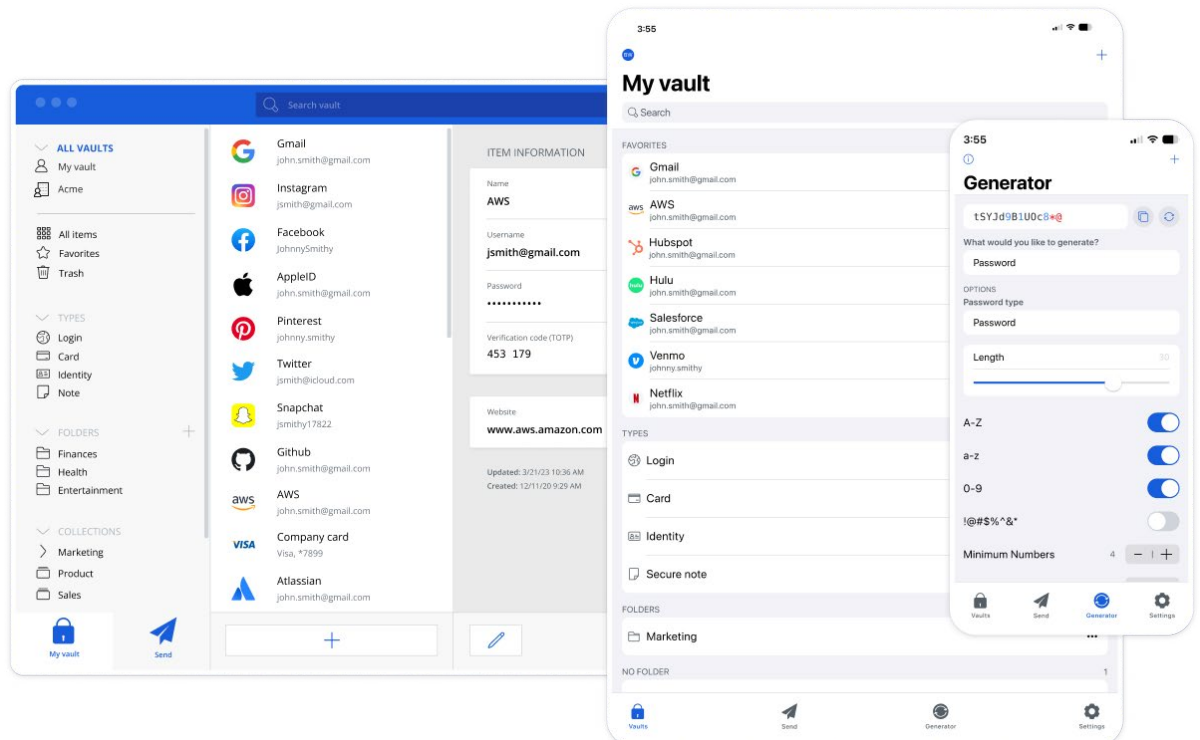 Search vault
ALL VAULTS
My vault
Acme
All items
Favorites
Trash
TYPES
Login
Card
Identity
Note
FOLDERS
Finances
Health
Entertainment
COLLECTIONS
Marketing
Product
Sales
My vault
Send
Gmail
john.smith@gmail.com
Instagram
jsmith@gmail.com
Facebook
JohnnySmithy
AppleID
john.smith@gmail.com
Pinterest
johnny.smithy
Twitter
jsmith@icloud.com
Snapchat
jsmithy17822
Github
john.smith@gmail.com
aws
AWS
john.smith@gmail.com
VISA
Company card
Visa, *7899
Atlassian
john.smith@gmail.com
ITEM INFORMATION
Name
AWS
Username
jsmith@gmail.com
Password
•••••••••••
Verification code (TOTP)
453 179
Website
www.aws.amazon.com
Updated: 3/21/23 10:36 AM
Created: 12/11/20 9:29 AM
3:55
BW
My vault
Search
FAVORITES
Gmail
john.smith@gmail.com
aws
AWS
john.smith@gmail.com
Hubspot
john.smith@gmail.com
hulu
Hulu
john.smith@gmail.com
Salesforce
john.smith@gmail.com
Venmo
johnny.smithy
Netflix
john.smith@gmail.com
TYPES
Login
Card
Identity
Secure note
FOLDERS
Marketing
NO FOLDER
1
Vaults
Send
Generator
Settings
3:55
Generator
tSYJd9B1UOc8*@
What would you like to generate?
Password
OPTIONS
Password type
Password
Length
30
A-Z
a-z
0-9
!@#$%^&*
Minimum Numbers
4
Vaults
Send
Generator
Settings